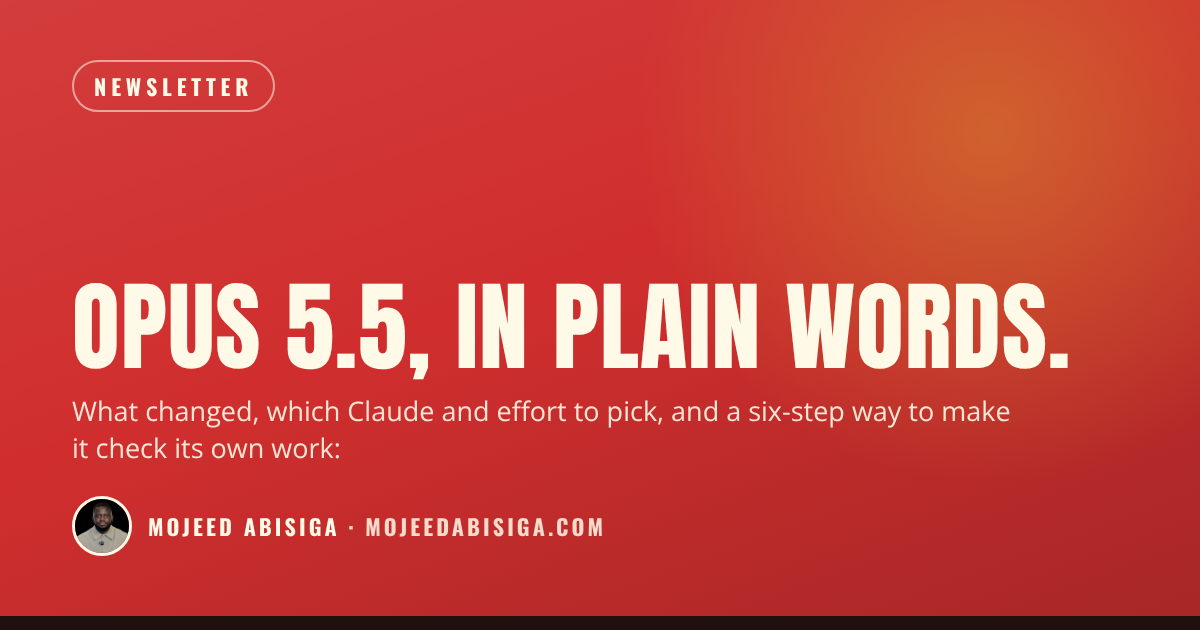 NEWSLETTER
OPUS 5.5, IN PLAIN WORDS.
What changed, which Claude and effort to pick, and a six-step way to make
it check its own work:
MOJEED ABISIGA · MOJEEDABISIGA.COM